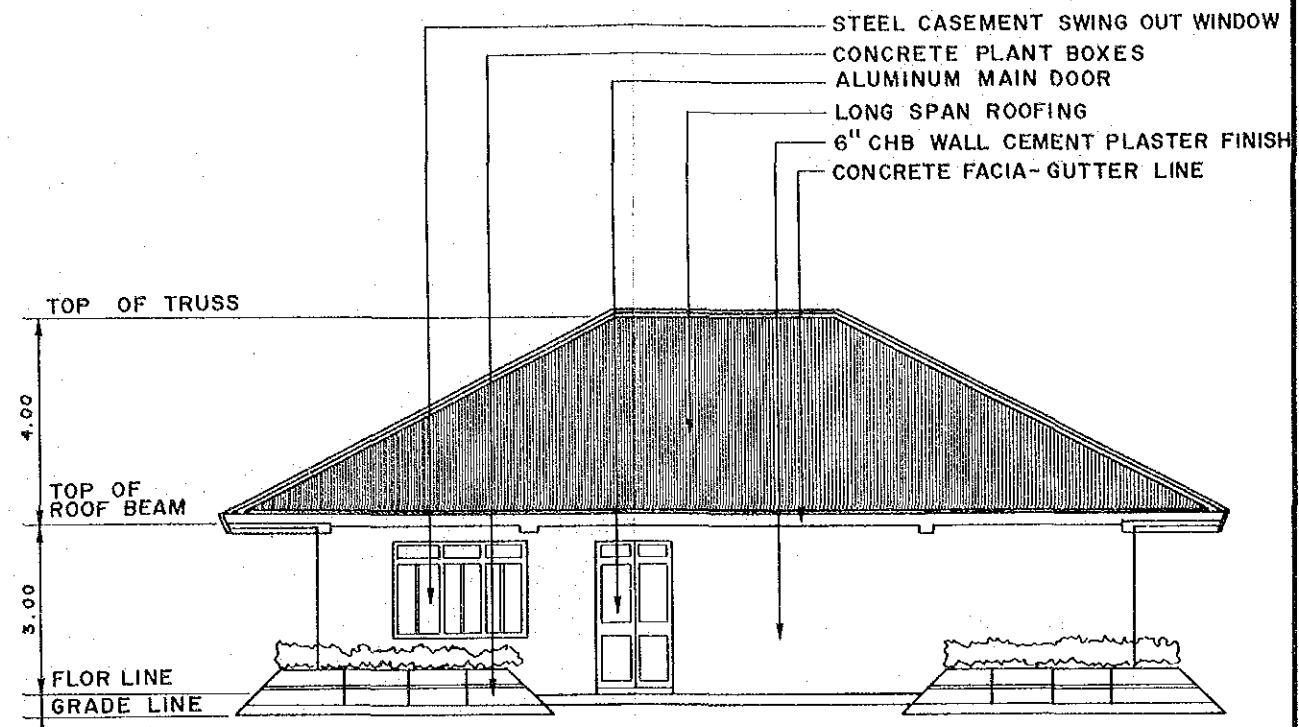 STEEL CASEMENT SWING OUT WINDOW
CONCRETE PLANT BOXES
ALUMINUM MAIN DOOR
LONG SPAN ROOFING
6" CHB WALL CEMENT PLASTER FINISH
CONCRETE FACIA-GUTTER LINE
TOP OF TRUSS
4.00
TOP OF
ROOF BEAM
3.00
FLOR LINE
GRADE LINE